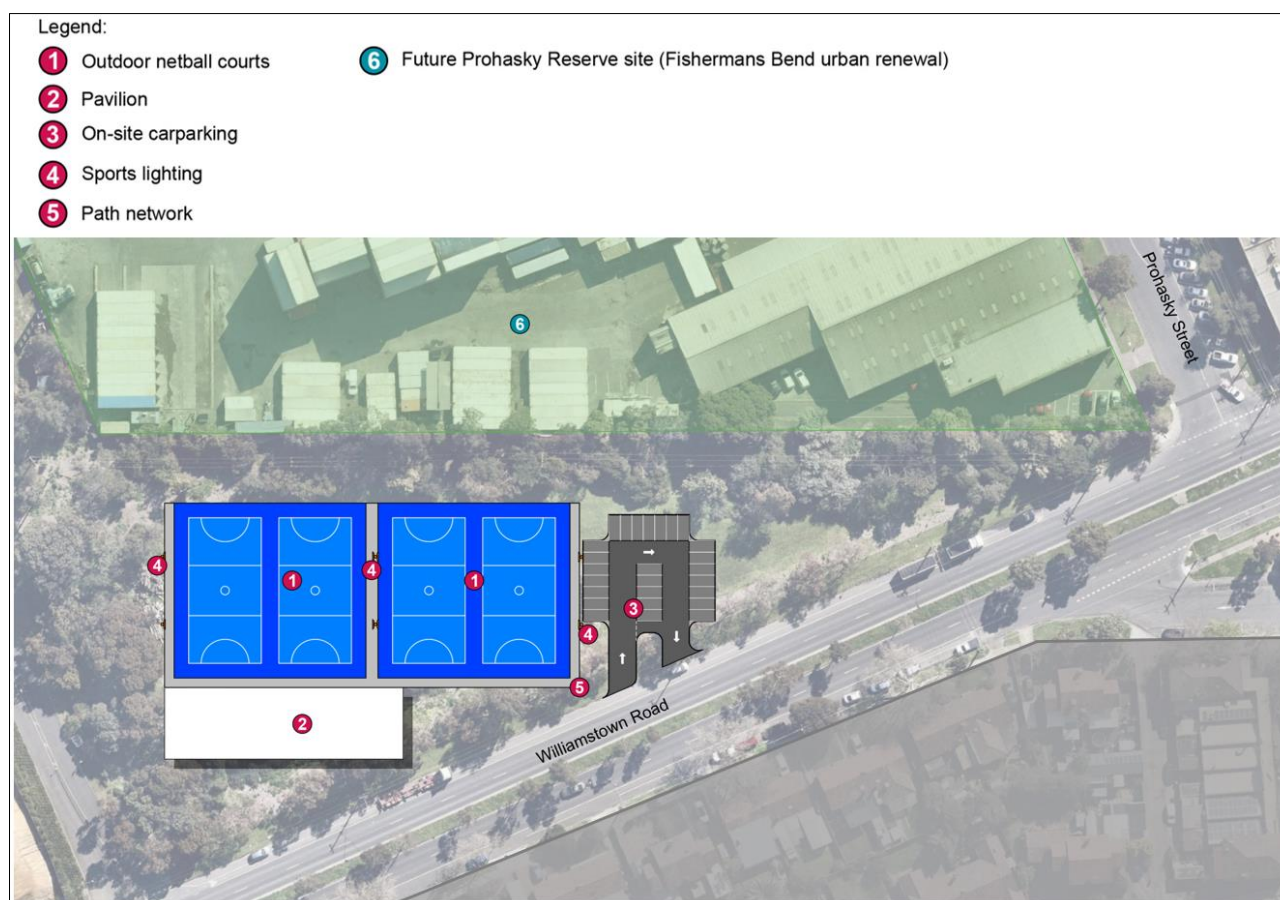 Legend:
1 Outdoor netball courts
2 Pavilion
3 On-site carparking
4 Sports lighting
5 Path network
6 Future Prohasky Reserve site (Fishermans Bend urban renewal)
Prohasky Street
6
4
1
4
1
3
4
5
2
Williamstown Road